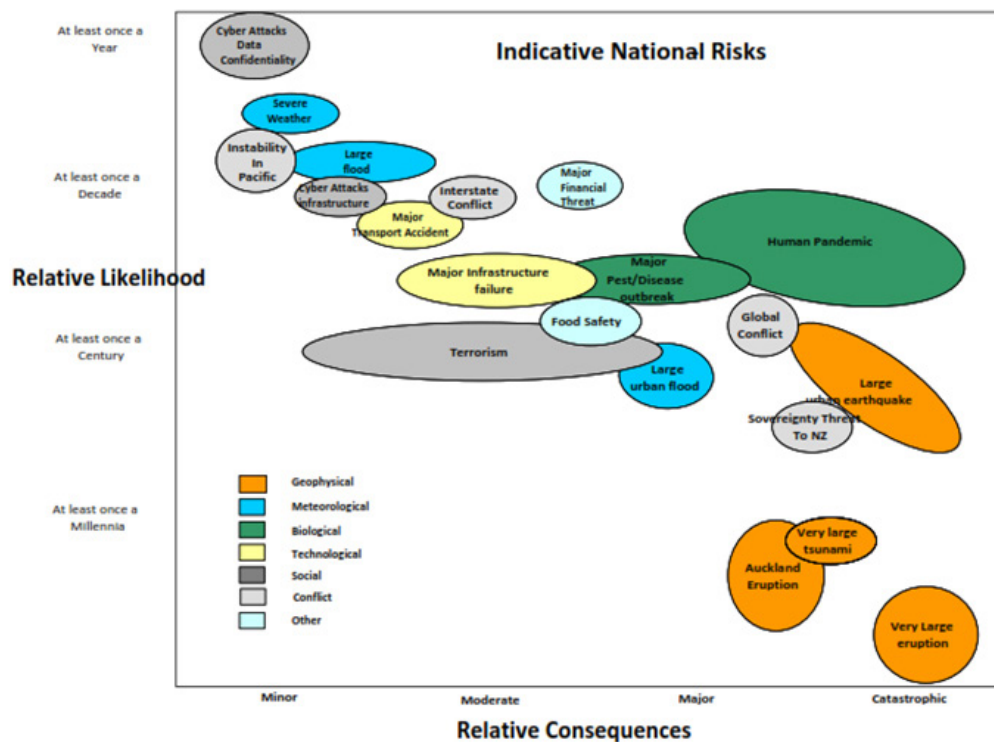 At least once a
Year
Cyber Attacks
Data
Confidentiality
Indicative National Risks
Severe
Weather
Instability
In
Pacific
Large
flood
At least once a
Decade
Cyber Attacks
infrastructure
Interstate
Conflict
Major
Financial
Threat
Major
Transport Accident
Human Pandemic
Relative Likelihood
Major Infrastructure
failure
Major
Pest/Disease
outbreak
Food Safety
Global
Conflict
At least once a
Century
Terrorism
Large
urban flood
Large
urban earthquake
Sovereignty Threat
To NZ
Geophysical
Meteorological
Biological
Technological
Social
Conflict
Other
At least once a
Millennia
Very large
tsunami
Auckland
Eruption
Very Large
eruption
Minor
Moderate
Major
Catastrophic
Relative Consequences